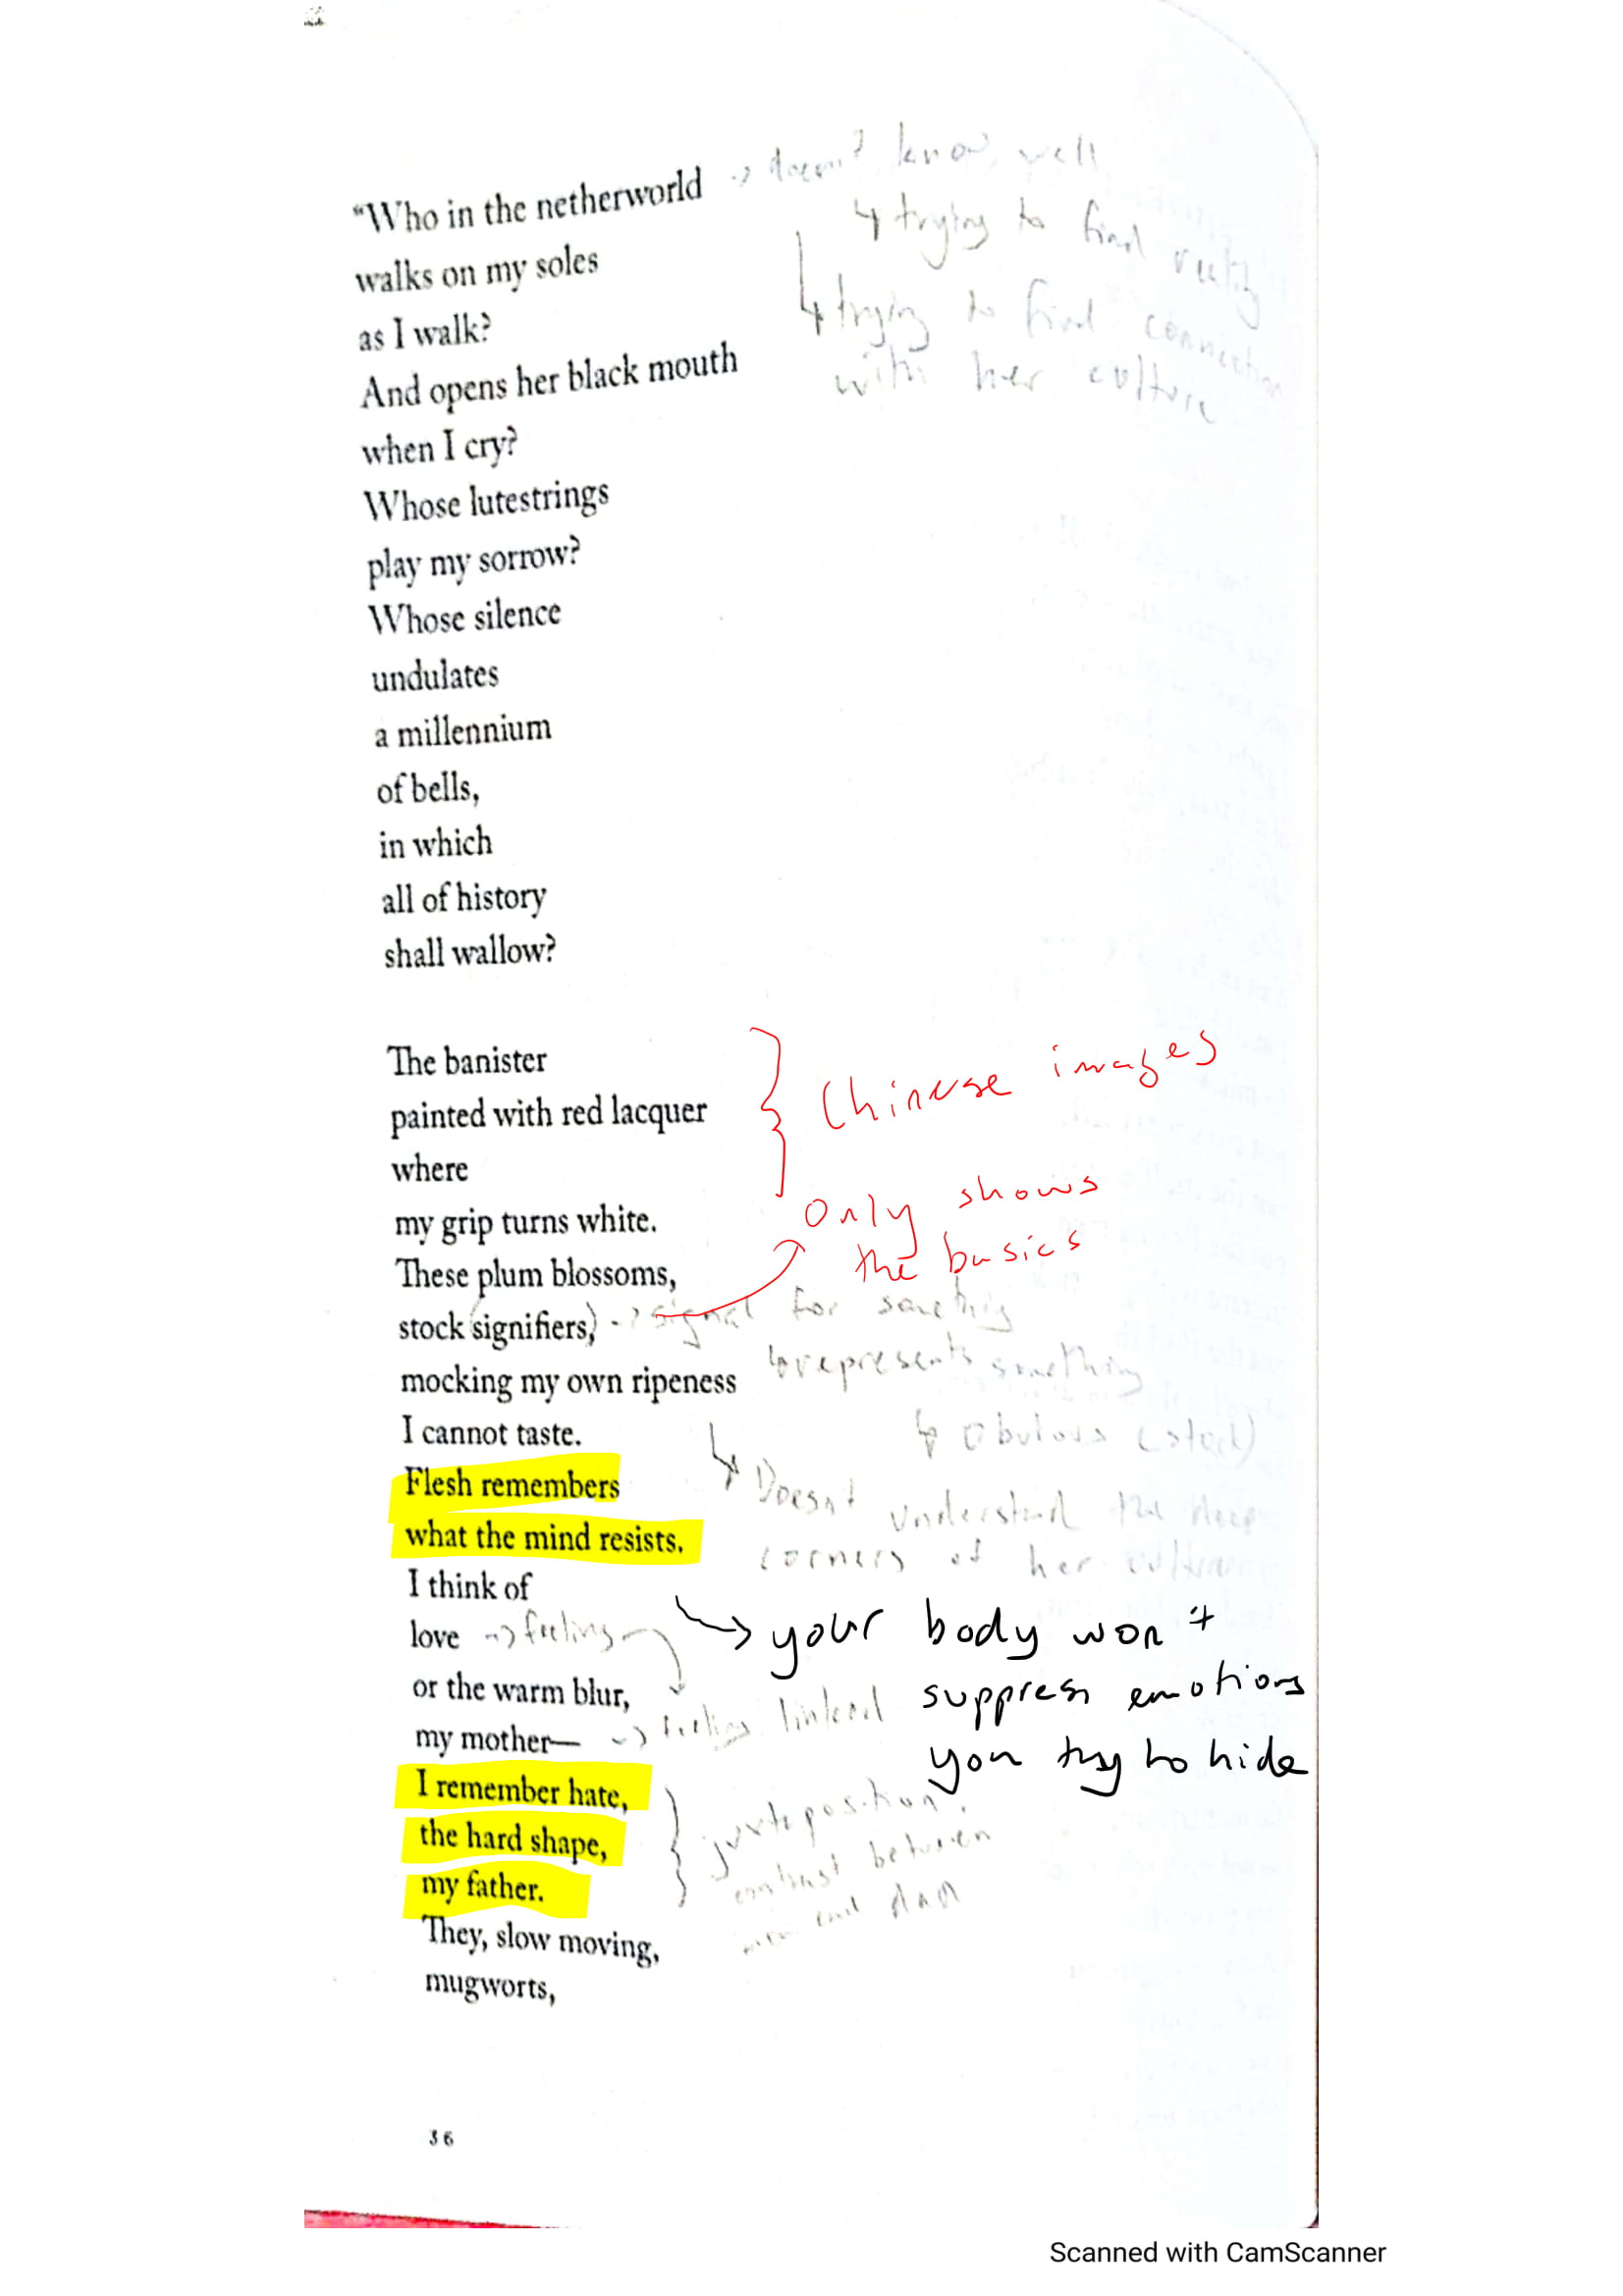 "Who in the netherworld
→ doesn't know well
walks on my soles
↳ trying to find
as I walk?
↳ trying to find connection
with her culture
And opens her black mouth
when I cry?
Whose lutestrings
play my sorrow?
Whose silence
undulates
a millennium
of bells,
in which
all of history
shall wallow?
The banister
painted with red lacquer
where
Chinese images
my grip turns white.
These plum blossoms,
Only shows
the basics
stock (signifiers,)
→ signal for something
↳ represents something
↳ Obvious (stock)
mocking my own ripeness
I cannot taste.
↳ Doesn't understand the deep
corners of her culture
Flesh remembers
what the mind resists.
→ your body won't
suppress emotions
you try to hide
I think of
love → feeling
or the warm blur,
my mother— → feeling linked
I remember hate,
the hard shape,
my father.
juxtaposition,
contrast between
mom and dad
They, slow moving,
mugworts,
36
Scanned with CamScanner